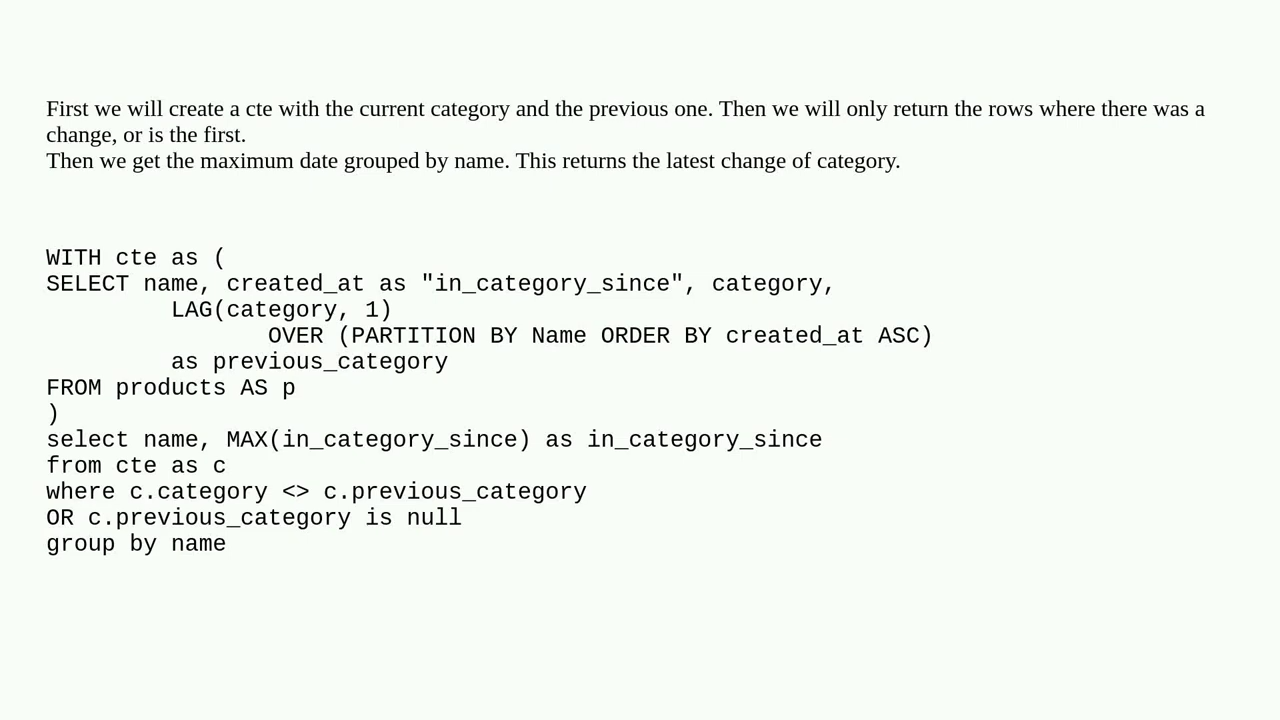 First we will create a cte with the current category and the previous one. Then we will only return the rows where there was a
change, or is the first.
Then we get the maximum date grouped by name. This returns the latest change of category.
WITH cte as (
SELECT name, created_at as "in_category_since", category,
LAG(category, 1)
OVER (PARTITION BY Name ORDER BY created_at ASC)
as previous_category
FROM products AS p
)
select name, MAX(in_category_since) as in_category_since
from cte as c
where c.category <> c.previous_category
OR c.previous_category is null
group by name